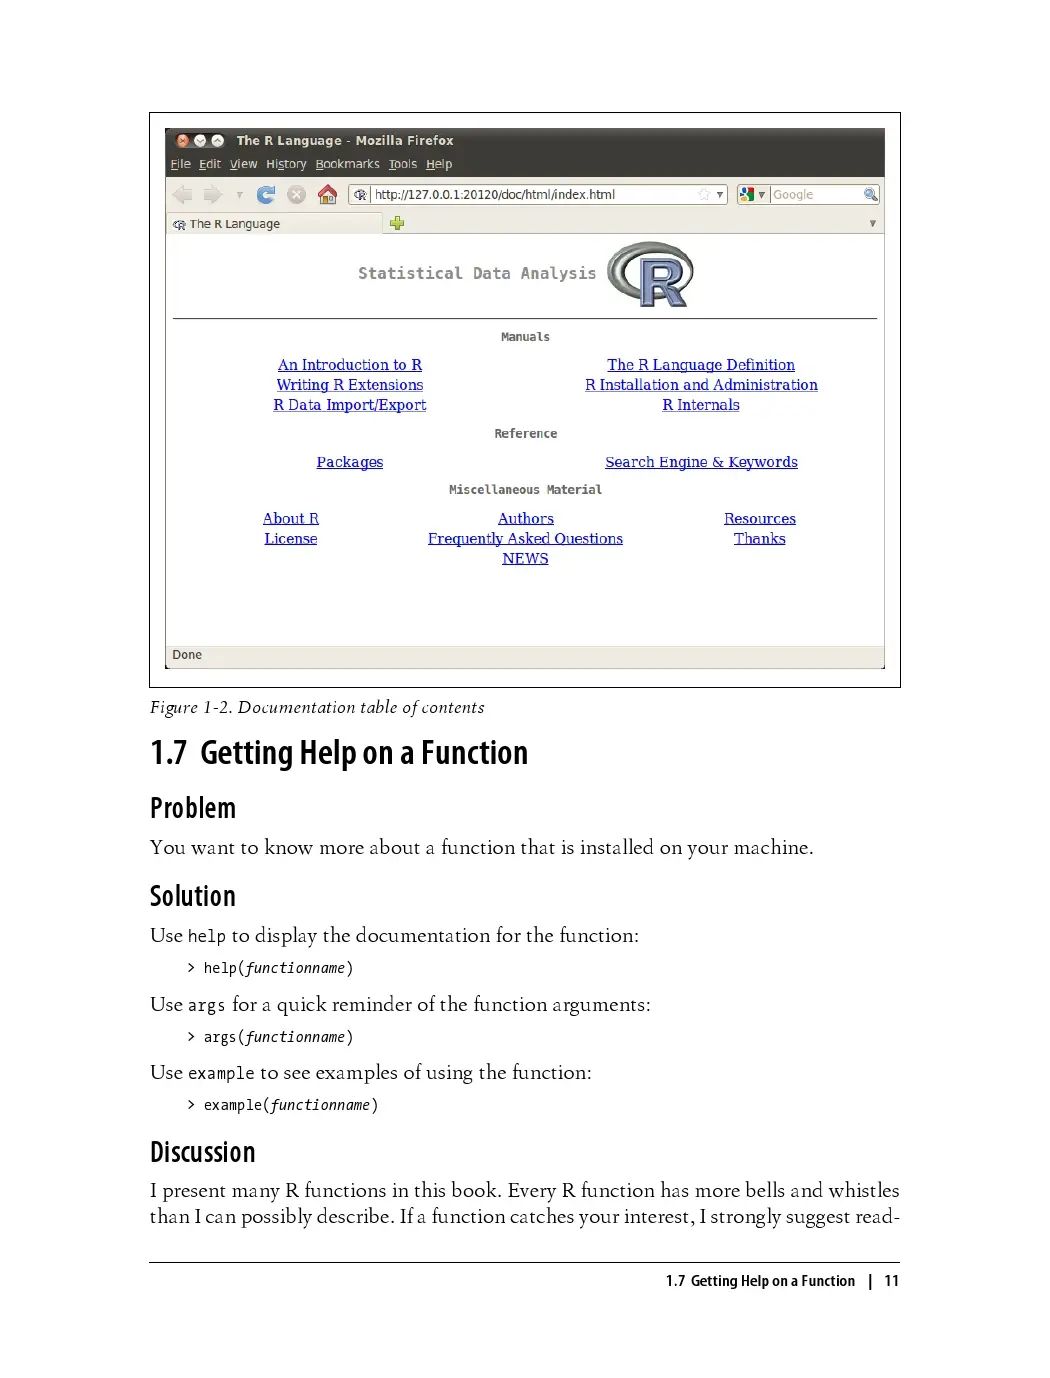 The R Language - Mozilla Firefox
File Edit View History Bookmarks Tools Help
http://127.0.0.1:20120/doc/html/index.html Google
The R Language
Statistical Data Analysis R
Manuals
An Introduction to R The R Language Definition
Writing R Extensions R Installation and Administration
R Data Import/Export R Internals
Reference
Packages Search Engine & Keywords
Miscellaneous Material
About R Authors Resources
License Frequently Asked Questions Thanks
NEWS
Done
Figure 1-2. Documentation table of contents
1.7 Getting Help on a Function
Problem
You want to know more about a function that is installed on your machine.
Solution
Use help to display the documentation for the function:
> help(functionname)
Use args for a quick reminder of the function arguments:
> args(functionname)
Use example to see examples of using the function:
> example(functionname)
Discussion
I present many R functions in this book. Every R function has more bells and whistles
than I can possibly describe. If a function catches your interest, I strongly suggest read-
1.7 Getting Help on a Function | 11